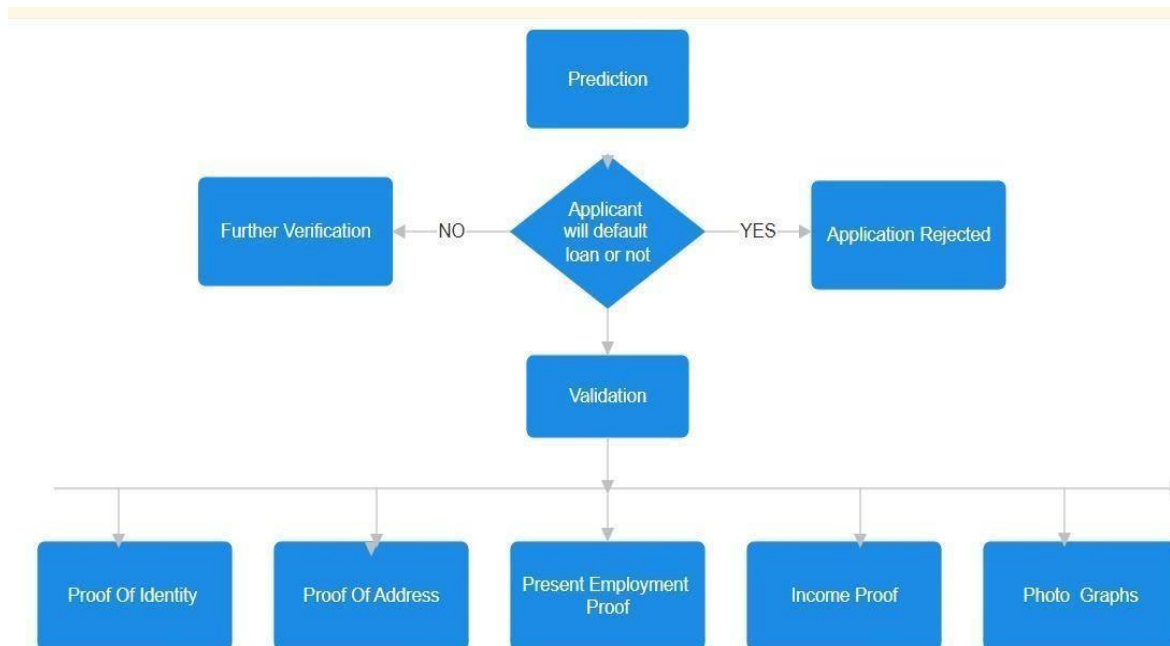 Prediction
Applicant
will default
loan or not
Further Verification
NO
YES
Application Rejected
Validation
Proof Of Identity
Proof Of Address
Present Employment
Proof
Income Proof
Photo Graphs